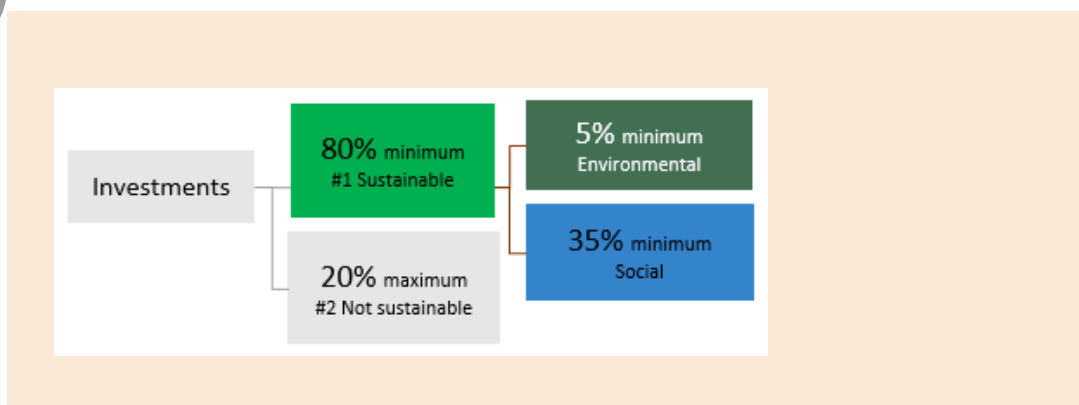 Investments
80% minimum
#1 Sustainable
20% maximum
#2 Not sustainable
5% minimum
Environmental
35% minimum
Social